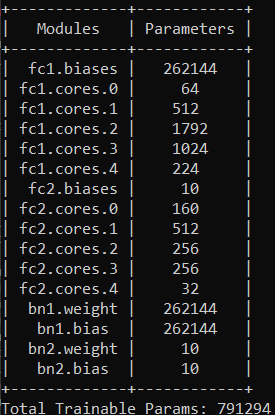 +------------+------------+
|  Modules   | Parameters |
+------------+------------+
| fc1.biases |   262144   |
| fc1.cores.0 |     64     |
| fc1.cores.1 |    512     |
| fc1.cores.2 |    1792    |
| fc1.cores.3 |    1024    |
| fc1.cores.4 |    224     |
| fc2.biases |     10     |
| fc2.cores.0 |    160     |
| fc2.cores.1 |    512     |
| fc2.cores.2 |    256     |
| fc2.cores.3 |    256     |
| fc2.cores.4 |     32     |
| bn1.weight |   262144   |
|  bn1.bias  |   262144   |
| bn2.weight |     10     |
|  bn2.bias  |     10     |
+------------+------------+
Total Trainable Params: 791294